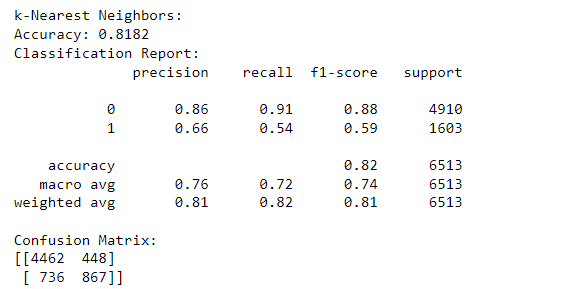 k-Nearest Neighbors:
Accuracy: 0.8182
Classification Report:
precision recall f1-score support
0 0.86 0.91 0.88 4910
1 0.66 0.54 0.59 1603
accuracy 0.82 6513
macro avg 0.76 0.72 0.74 6513
weighted avg 0.81 0.82 0.81 6513
Confusion Matrix:
[[4462 448]
[ 736 867]]